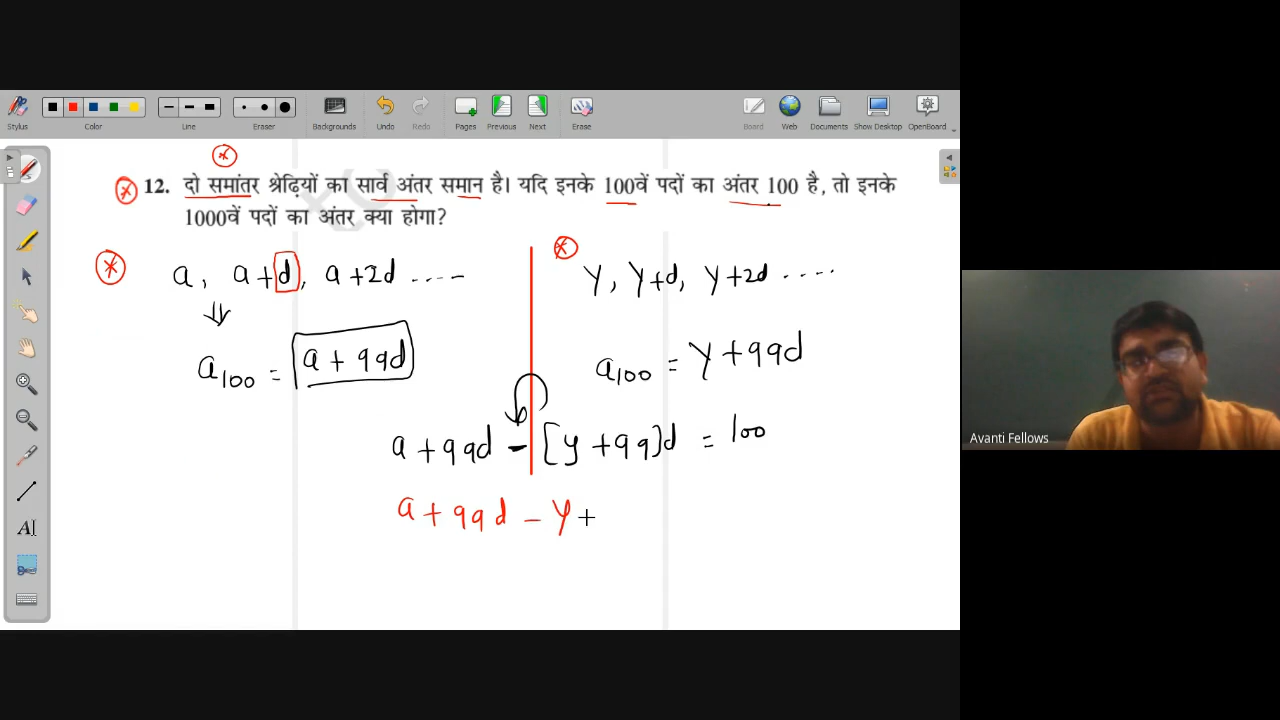 Stylus Color Line Eraser Backgrounds Undo Redo Pages Previous Next Erase Board Web Documents Show Desktop OpenBoard
12. दो समांतर श्रेढ़ियों का सार्व अंतर समान है। यदि इनके 100वें पदों का अंतर 100 है, तो इनके
1000वें पदों का अंतर क्या होगा?
a, a+d, a+2d ..... y, y+d, y+2d .....
a100 = a + 99d a100 = y + 99d
a + 99d - [y + 99]d = 100
a + 99d - y
Avanti Fellows